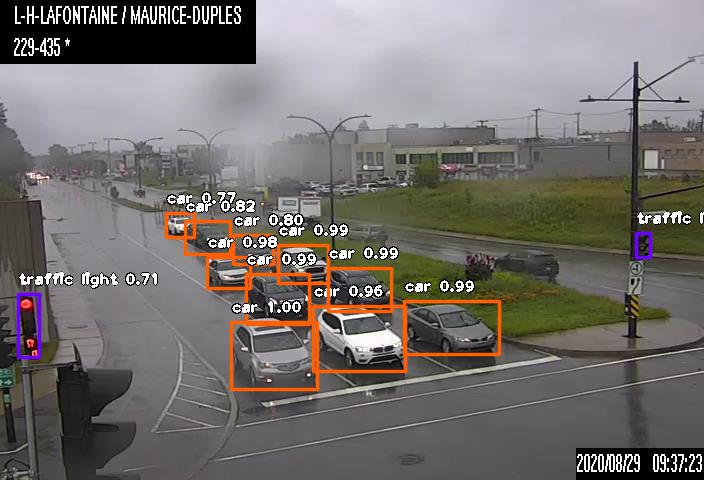 L-H-LAFONTAINE / MAURICE-DUPLES
229-435 *
car 0.77
car 0.82
car 0.80
car 0.99
car 0.98
car 0.99
car 0.99
car 0.96
car 0.99
car 1.00
traffic l
traffic light 0.71
2020/08/29 09:37:23